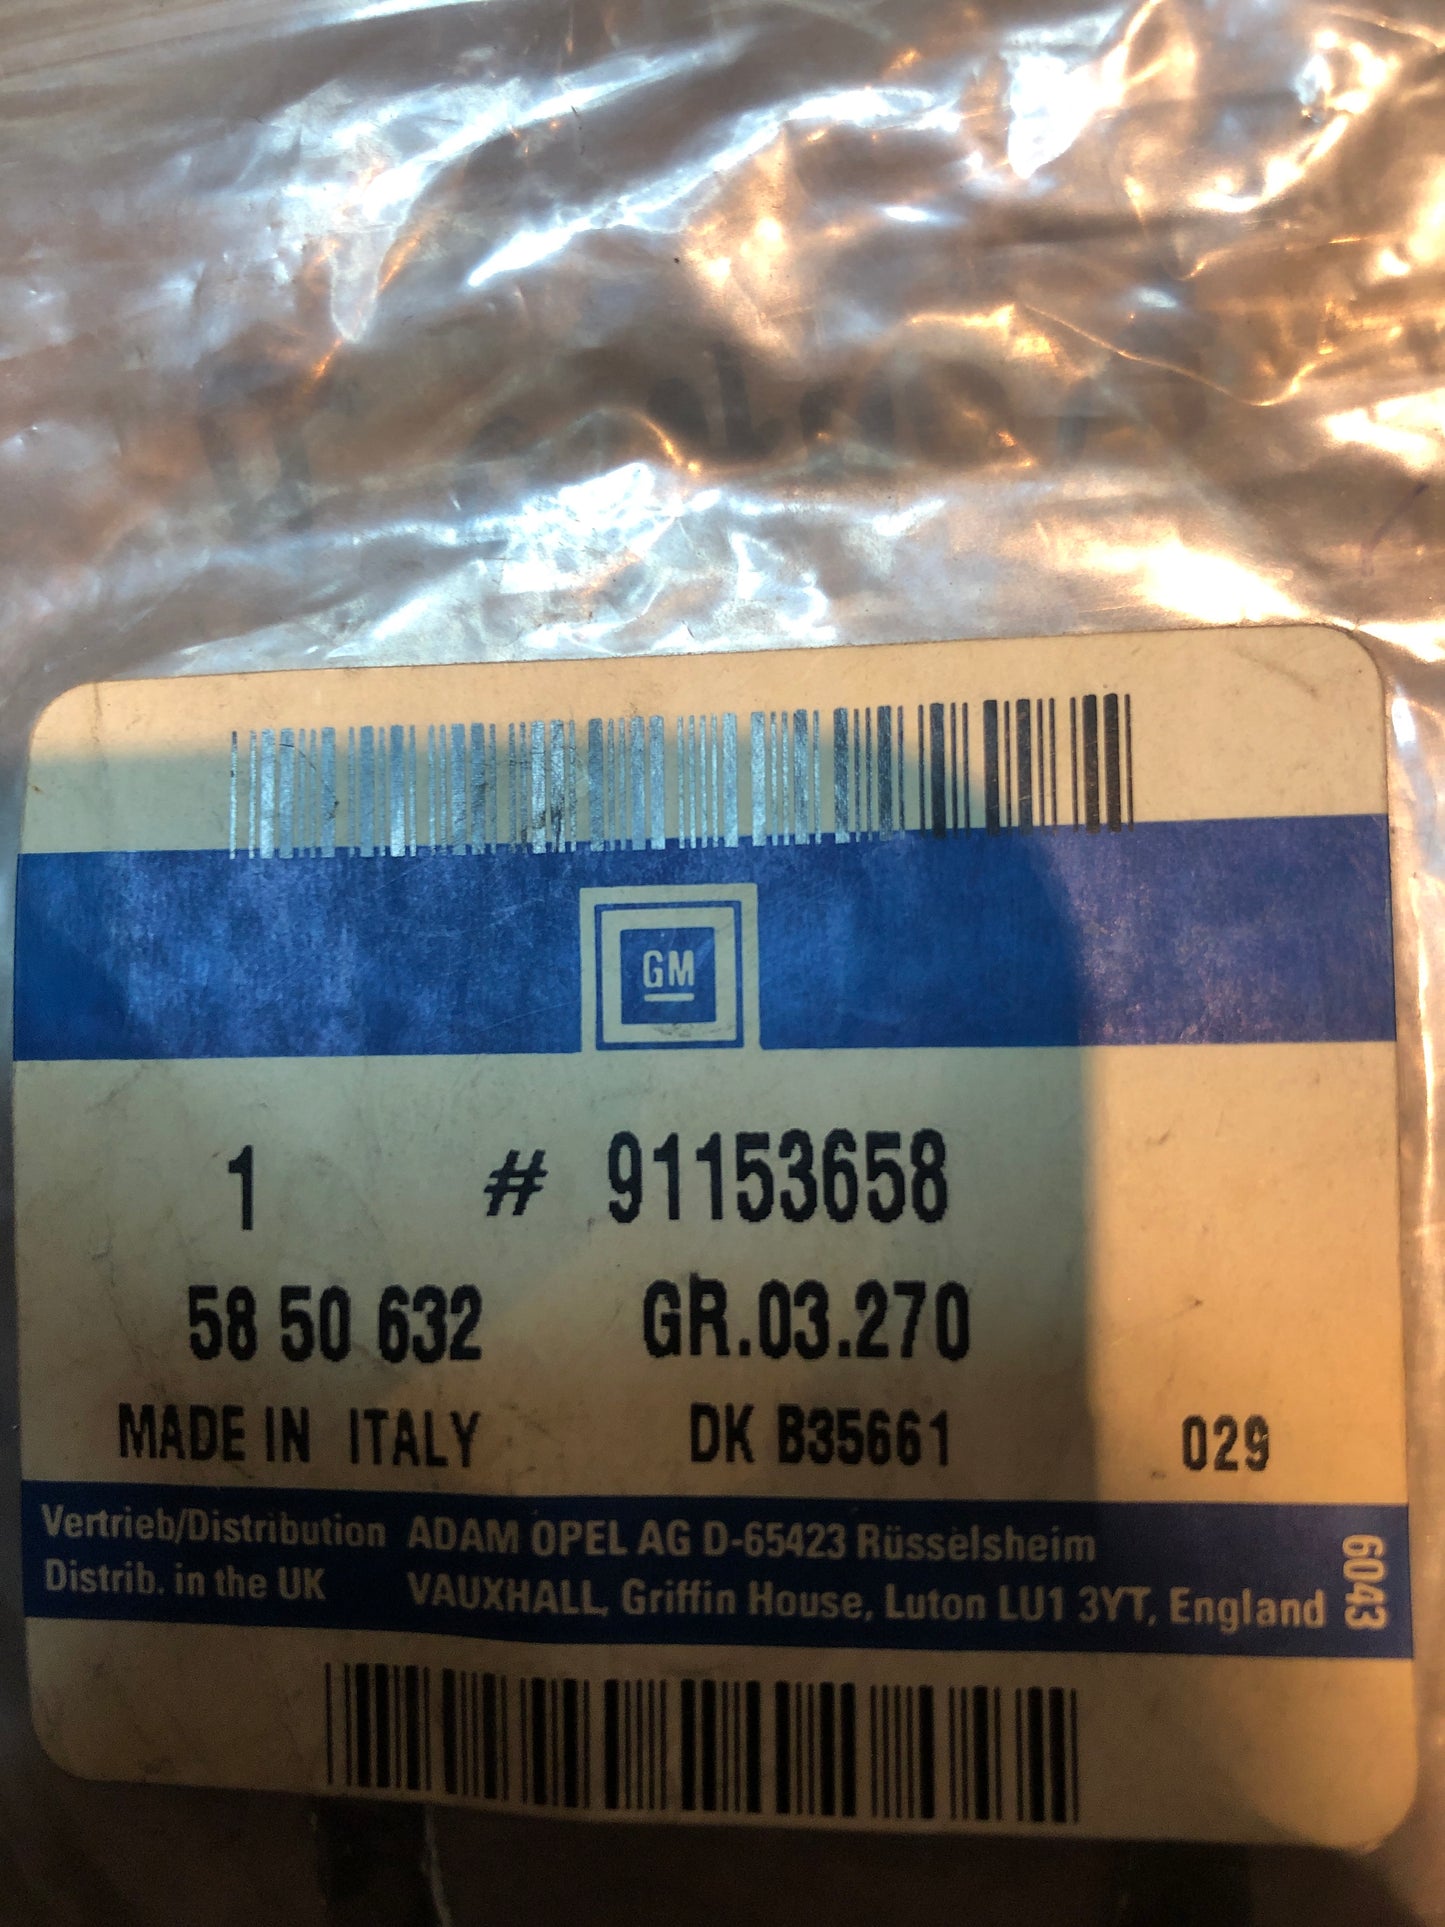 GM
1 # 91153658
58 50 632 GR.03.270
MADE IN ITALY DK B35661 029
Vertrieb/Distribution ADAM OPEL AG D-65423 Rüsselsheim
Distrib. in the UK VAUXHALL, Griffin House, Luton LU1 3YT, England
6043